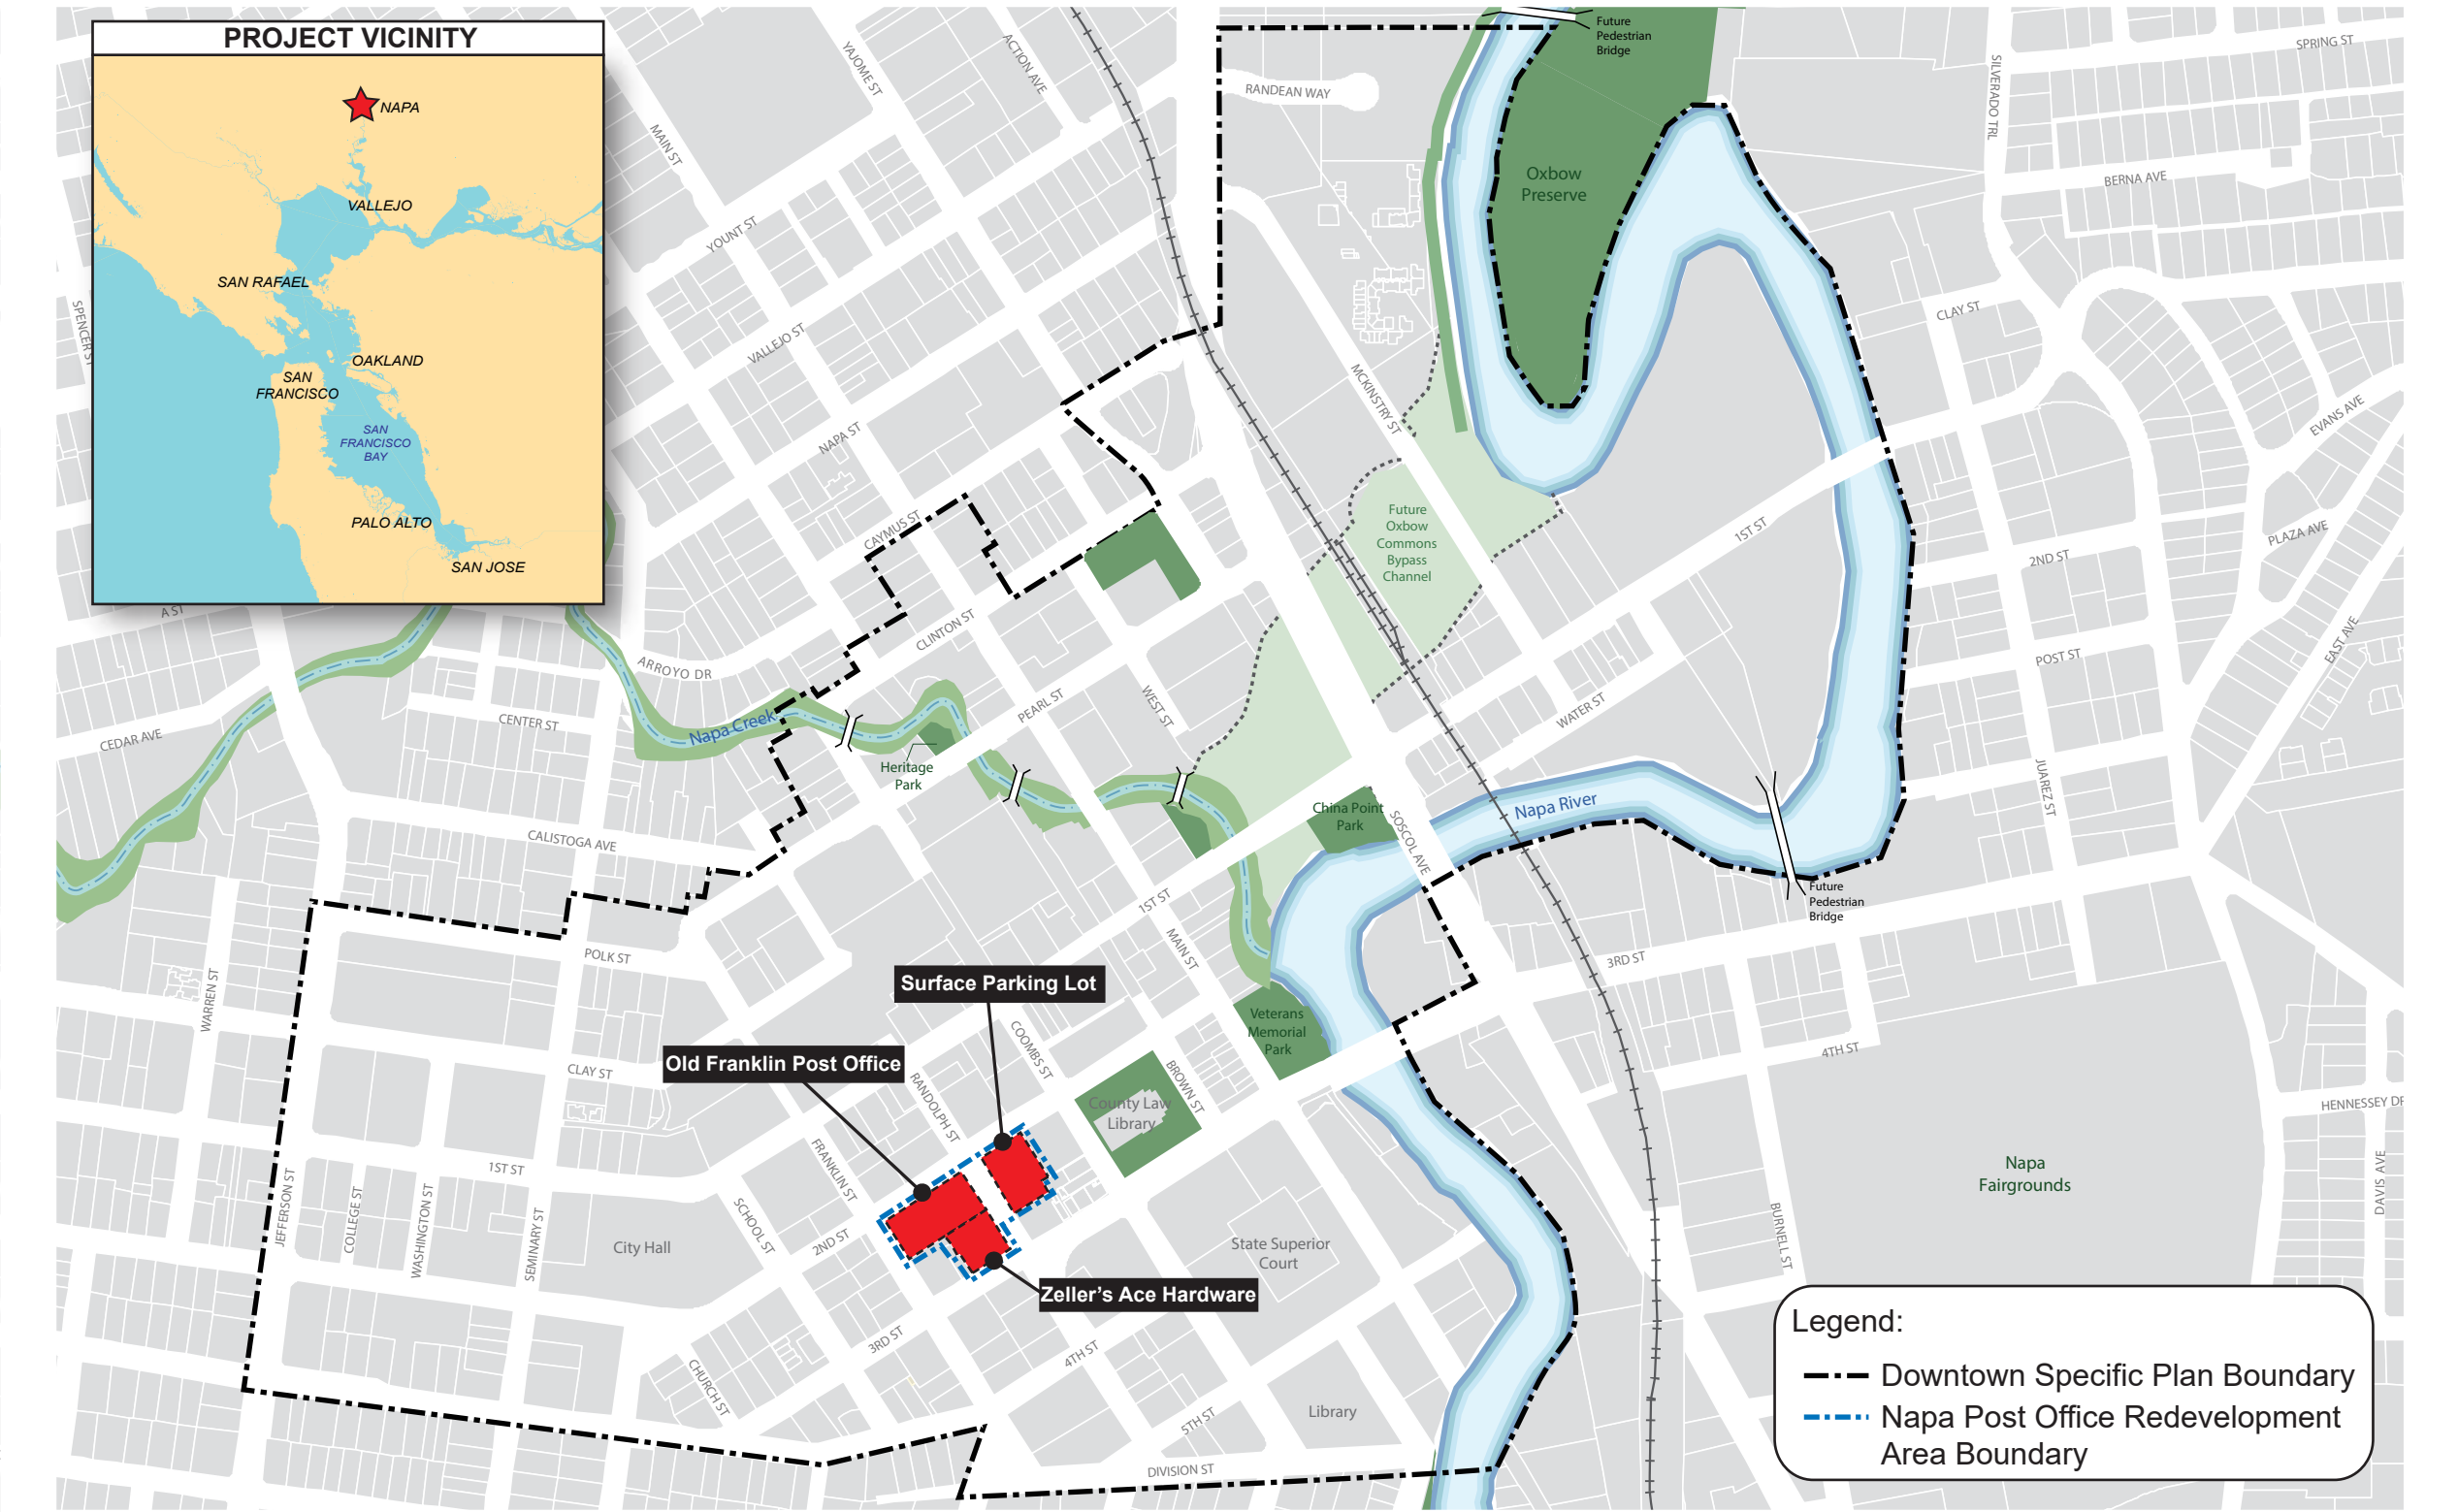 PROJECT VICINITY
NAPA
VALLEJO
SAN RAFAEL
OAKLAND
SAN
FRANCISCO
SAN
FRANCISCO
BAY
PALO ALTO
SAN JOSE
YAJOME ST
ACTION AVE
MAIN ST
YOUNT ST
VALLEJO ST
NAPA ST
CAYMUS ST
CLINTON ST
SPENCER ST
A ST
CEDAR AVE
ARROYO DR
CENTER ST
CALISTOGA AVE
Napa Creek
Heritage
Park
PEARL ST
WEST ST
RANDEAN WAY
Future
Pedestrian
Bridge
Oxbow
Preserve
MCKINSTRY ST
Future
Oxbow
Commons
Bypass
Channel
SILVERADO TRL
SPRING ST
BERNA AVE
CLAY ST
EVANS AVE
PLAZA AVE
1ST ST
2ND ST
EAST AVE
POST ST
WATER ST
JUAREZ ST
Napa River
China Point
Park
SOSCOL AVE
Future
Pedestrian
Bridge
3RD ST
4TH ST
1ST ST
MAIN ST
Veterans
Memorial
Park
POLK ST
WARREN ST
CLAY ST
1ST ST
JEFFERSON ST
COLLEGE ST
WASHINGTON ST
SEMINARY ST
City Hall
SCHOOL ST
FRANKLIN ST
RANDOLPH ST
COOMBS ST
BROWN ST
2ND ST
3RD ST
CHURCH ST
4TH ST
5TH ST
DIVISION ST
Surface Parking Lot
Old Franklin Post Office
Zeller's Ace Hardware
County Law
Library
State Superior
Court
Library
BURNELL ST
Napa
Fairgrounds
HENNESSEY DR
DAVIS AVE
Legend:
Downtown Specific Plan Boundary
Napa Post Office Redevelopment
Area Boundary